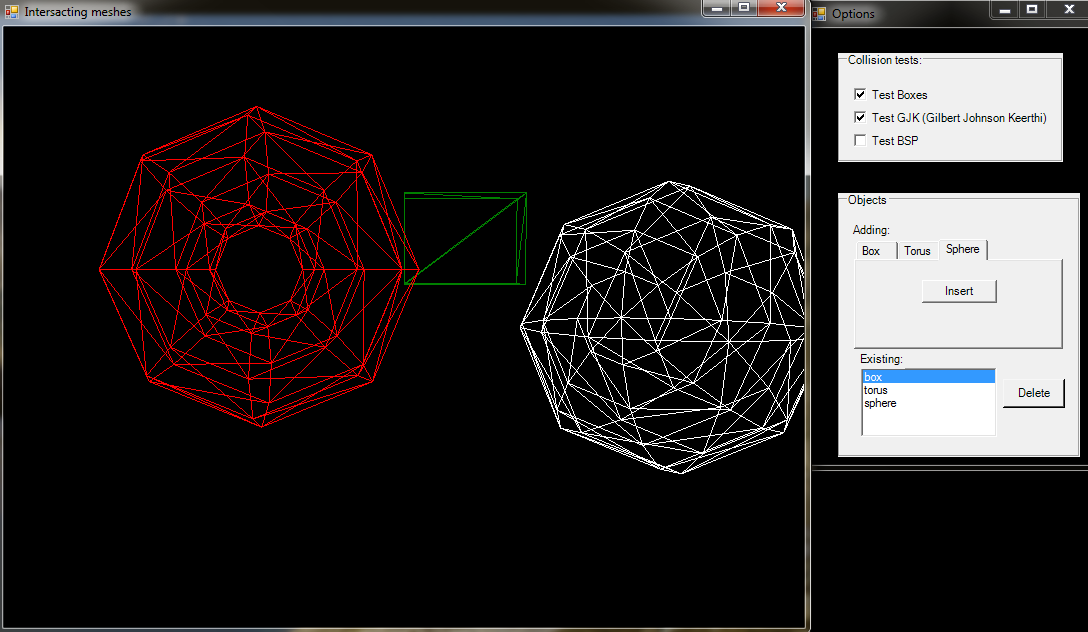 Intersacting meshes
Options
Collision tests:
Test Boxes
Test GJK (Gilbert Johnson Keerthi)
Test BSP
Objects
Adding:
Box Torus Sphere
Insert
Existing:
box
torus
sphere
Delete